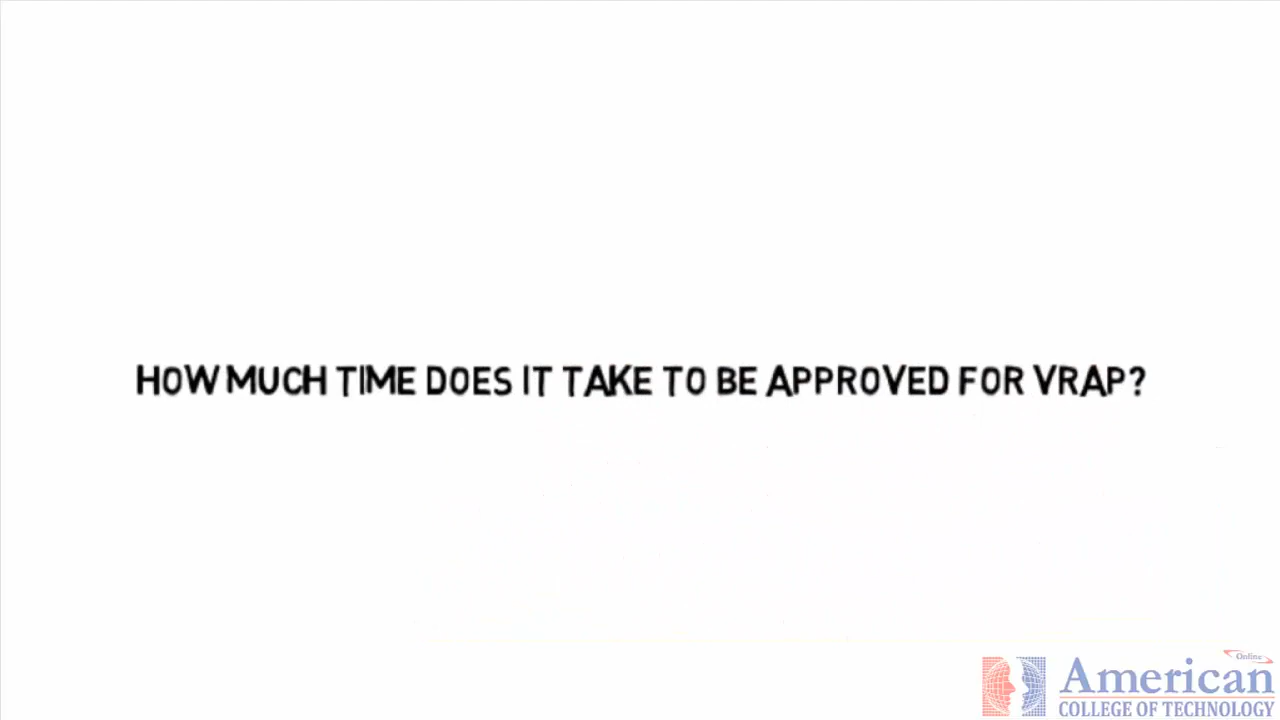 HOW MUCH TIME DOES IT TAKE TO BE APPROVED FOR VRAP?
Online
American
COLLEGE OF TECHNOLOGY